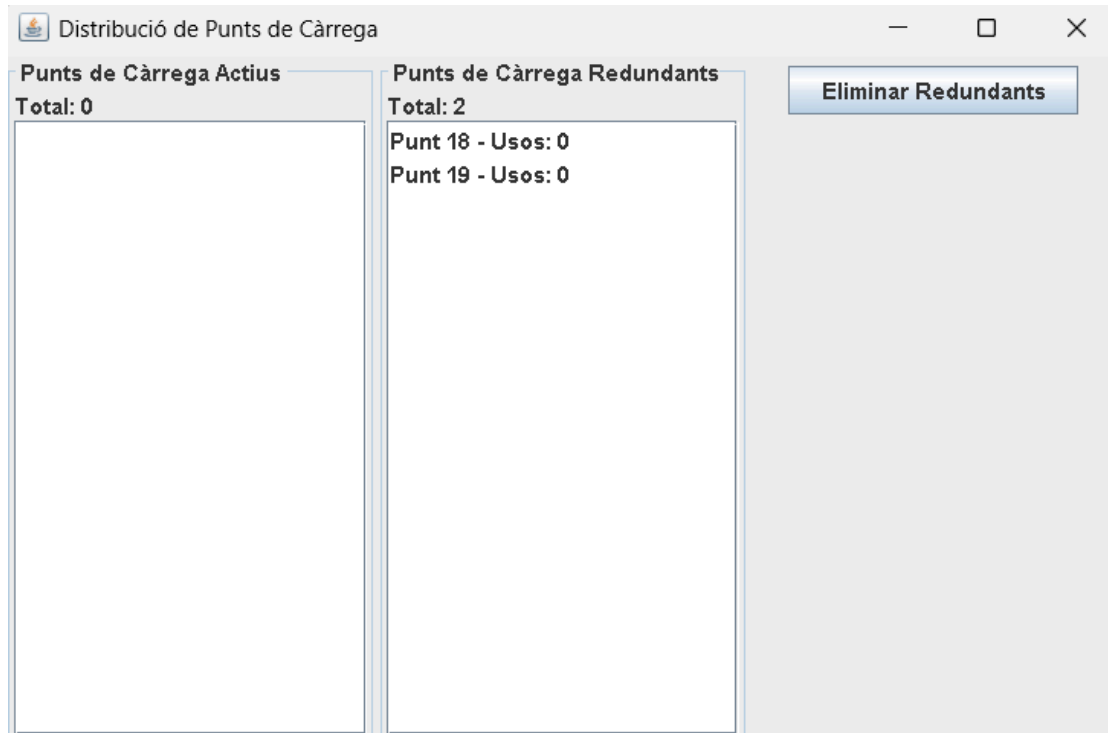 Distribució de Punts de Càrrega
Punts de Càrrega Actius
Total: 0
Punts de Càrrega Redundants
Total: 2
Punt 18 - Usos: 0
Punt 19 - Usos: 0
Eliminar Redundants